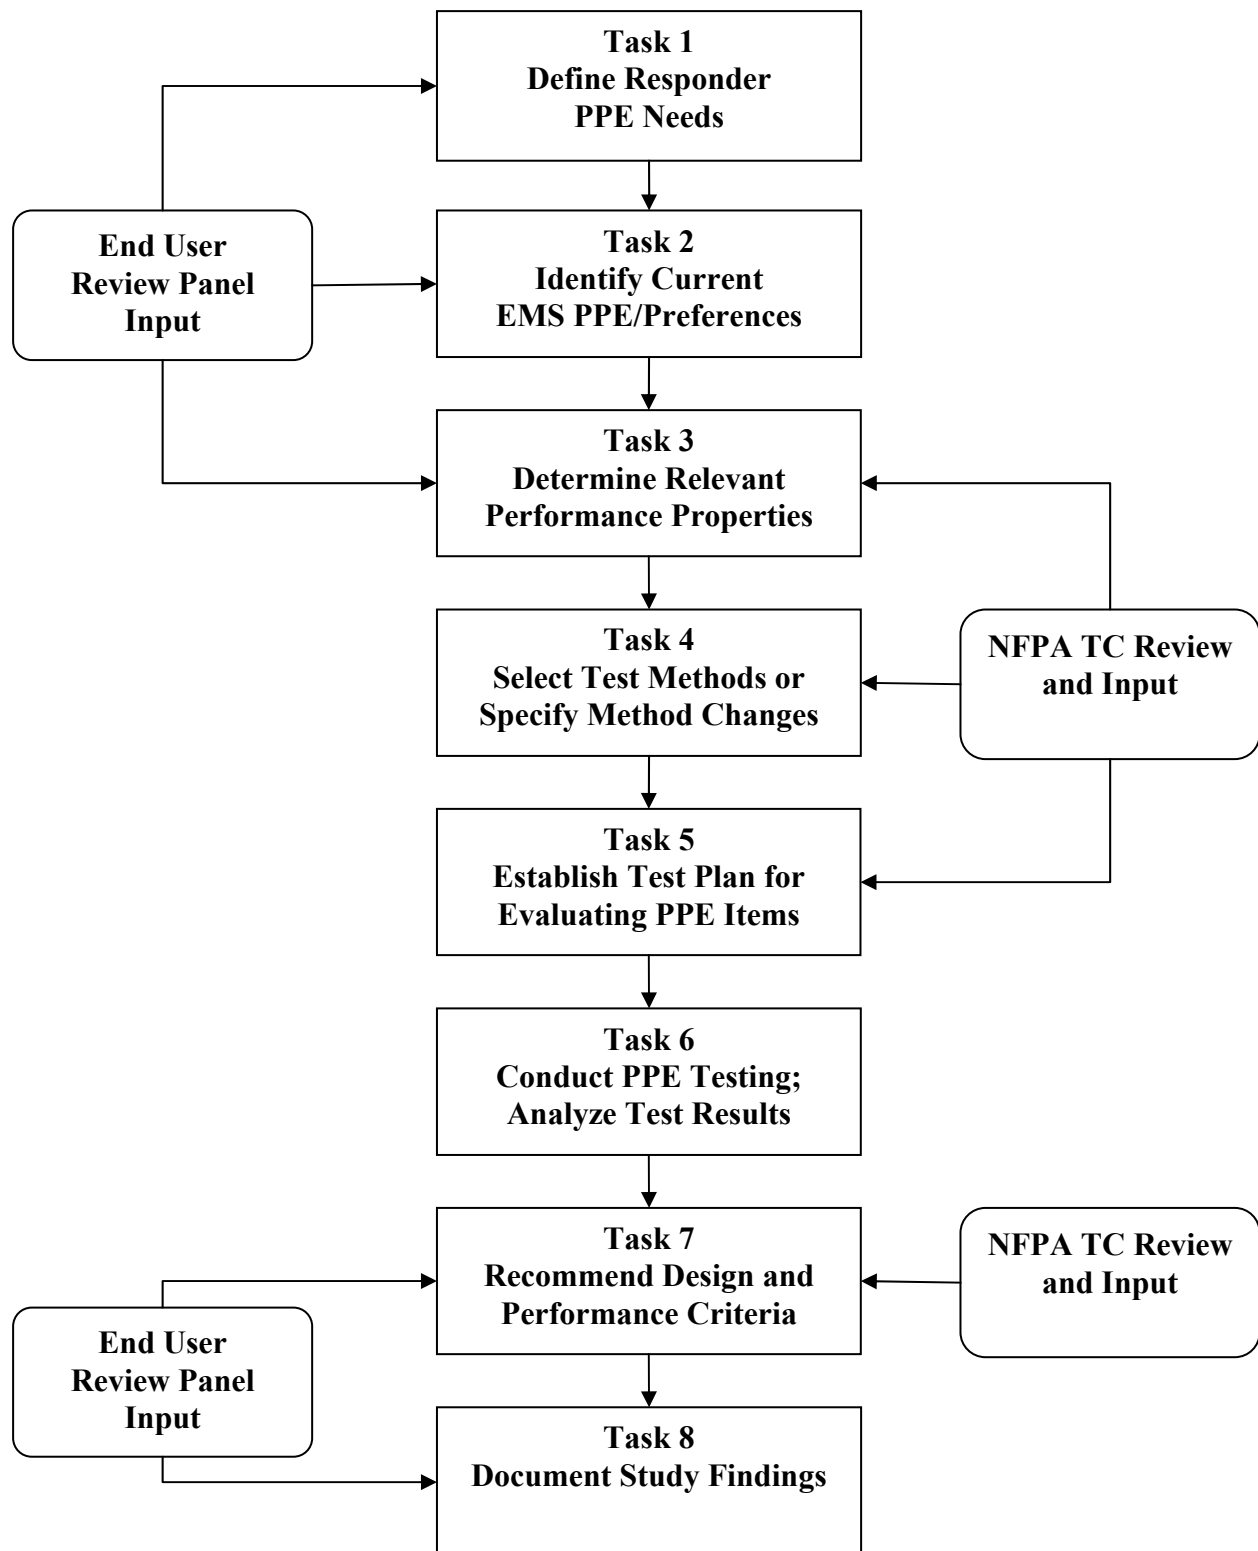 Task 1
Define Responder
PPE Needs
End User
Review Panel
Input
Task 2
Identify Current
EMS PPE/Preferences
Task 3
Determine Relevant
Performance Properties
Task 4
Select Test Methods or
Specify Method Changes
NFPA TC Review
and Input
Task 5
Establish Test Plan for
Evaluating PPE Items
Task 6
Conduct PPE Testing;
Analyze Test Results
Task 7
Recommend Design and
Performance Criteria
NFPA TC Review
and Input
End User
Review Panel
Input
Task 8
Document Study Findings